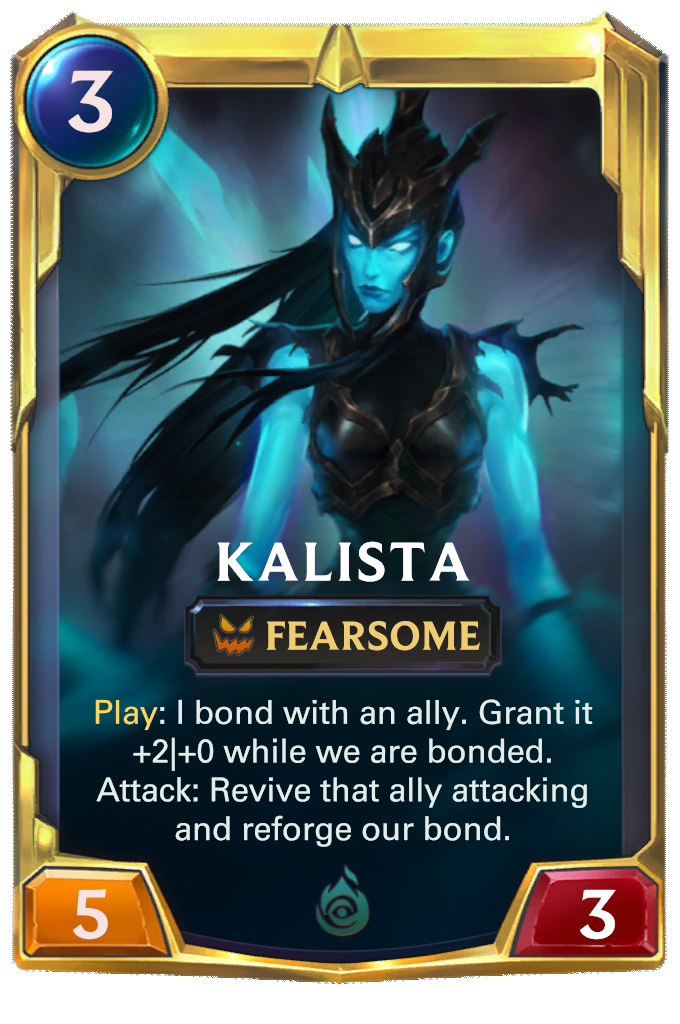 3
KALISTA
FEARSOME
Play: I bond with an ally. Grant it
+2|+0 while we are bonded.
Attack: Revive that ally attacking
and reforge our bond.
5
3